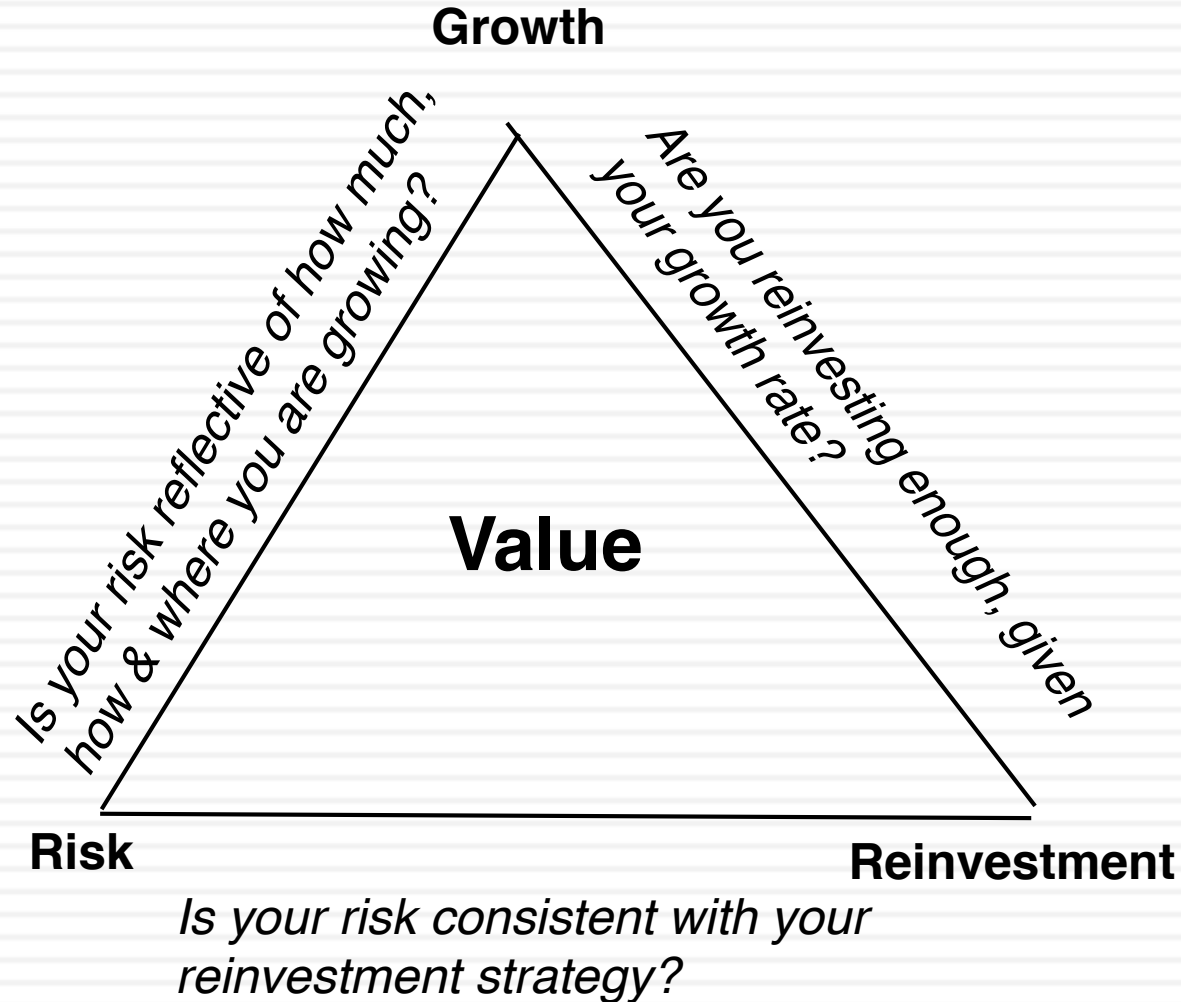 Growth
Is your risk reflective of how much,
how & where you are growing?
Are you reinvesting enough, given
your growth rate?
Value
Risk
Reinvestment
Is your risk consistent with your
reinvestment strategy?